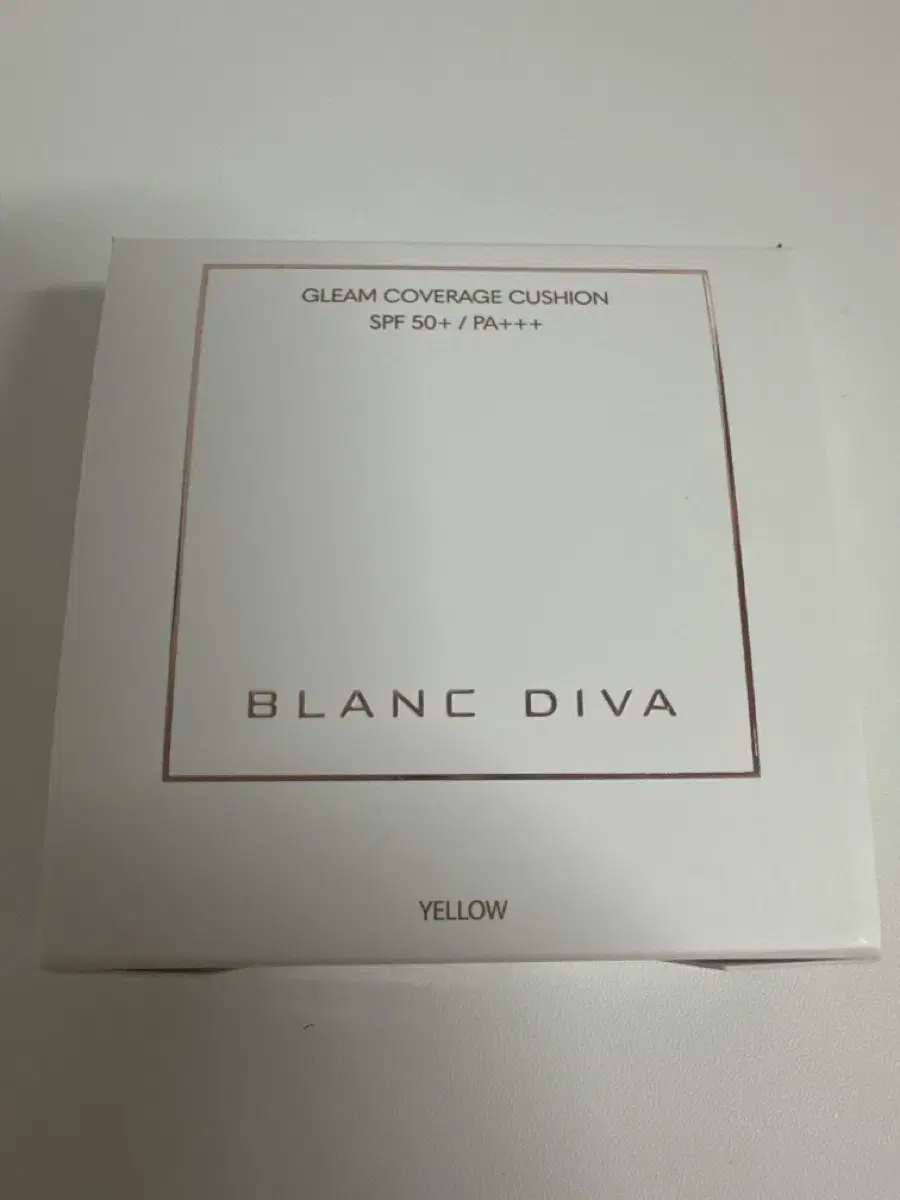 GLEAM COVERAGE CUSHION
SPF 50+ / PA+++
BLANC DIVA
YELLOW